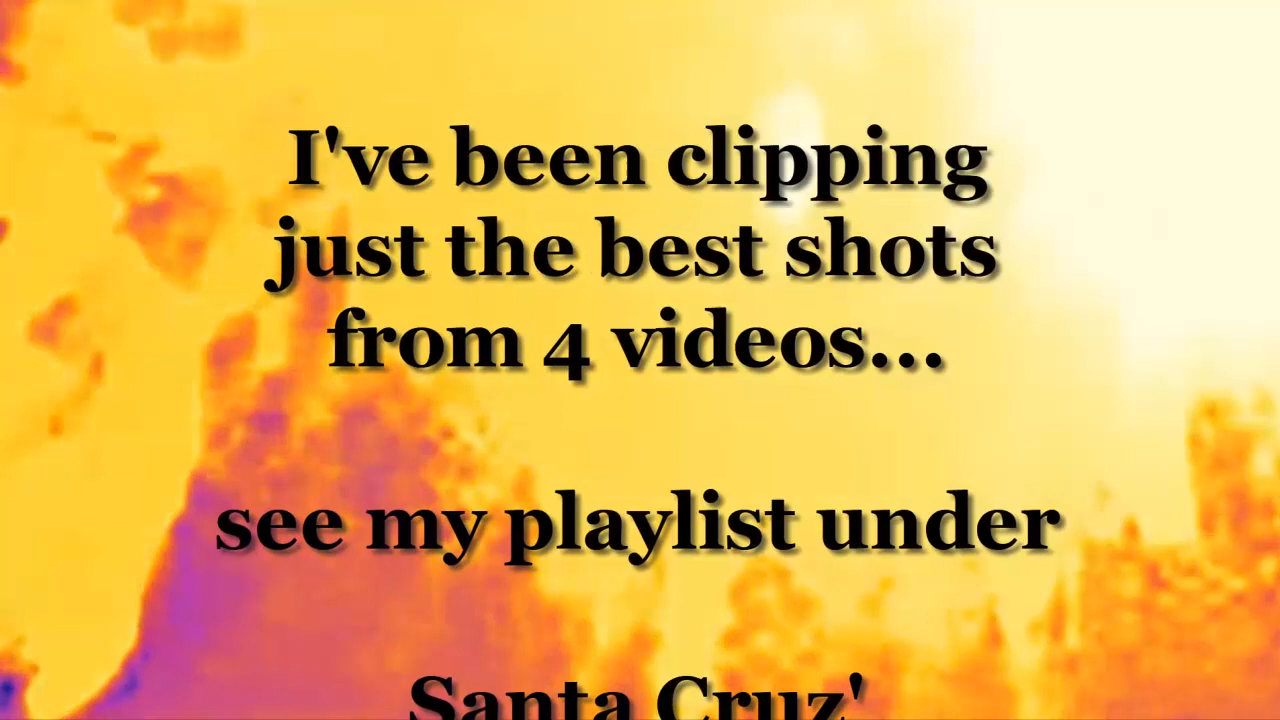 I've been clipping
just the best shots
from 4 videos...
see my playlist under
Santa Cruz'